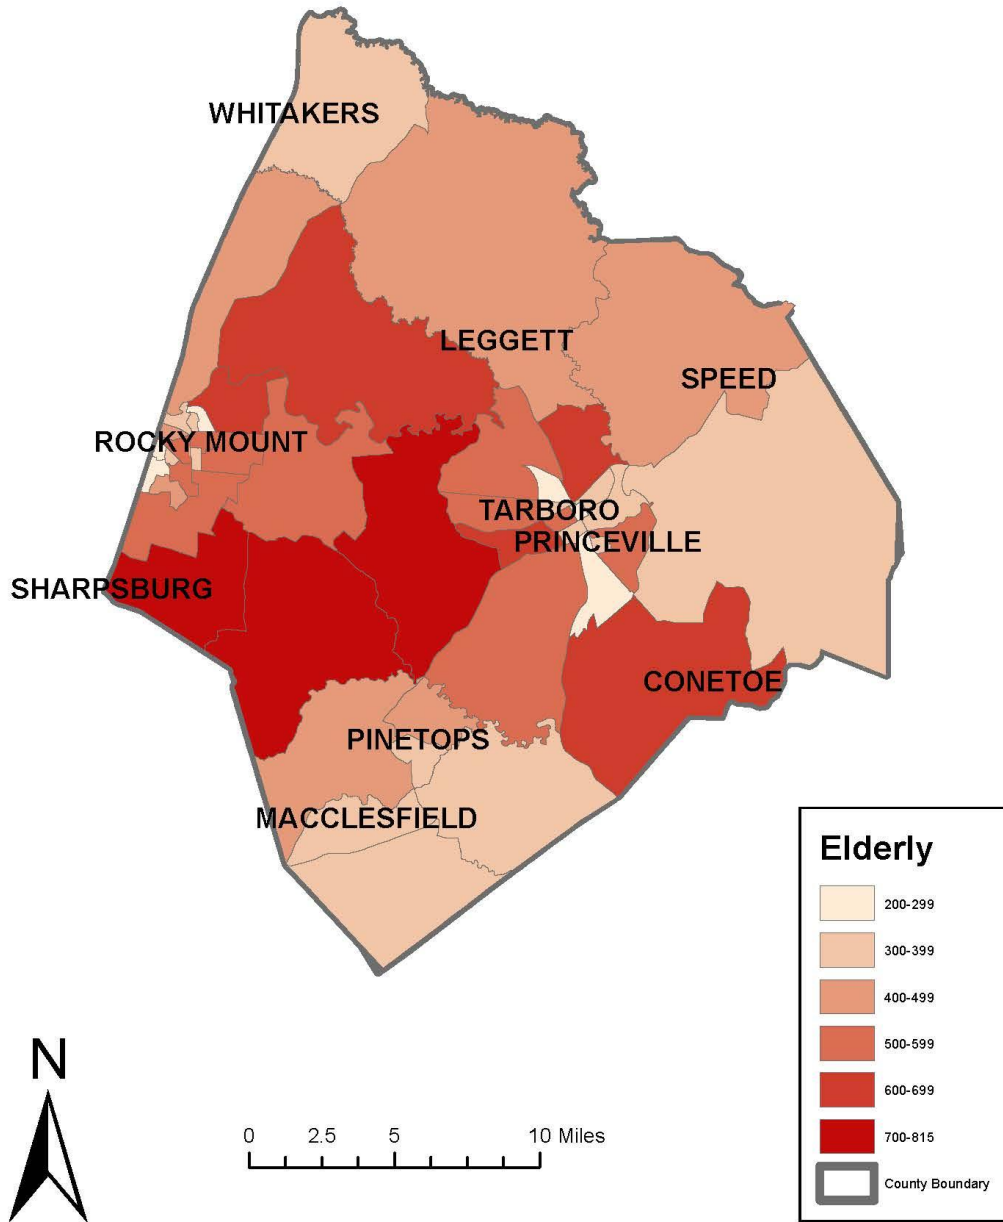 WHITAKERS
LEGGETT
SPEED
ROCKY MOUNT
TARBORO
PRINCEVILLE
SHARPSBURG
CONETOE
PINETOPS
MACCLESFIELD
Elderly
200-299
300-399
400-499
500-599
600-699
700-815
County Boundary
N
0 2.5 5 10 Miles